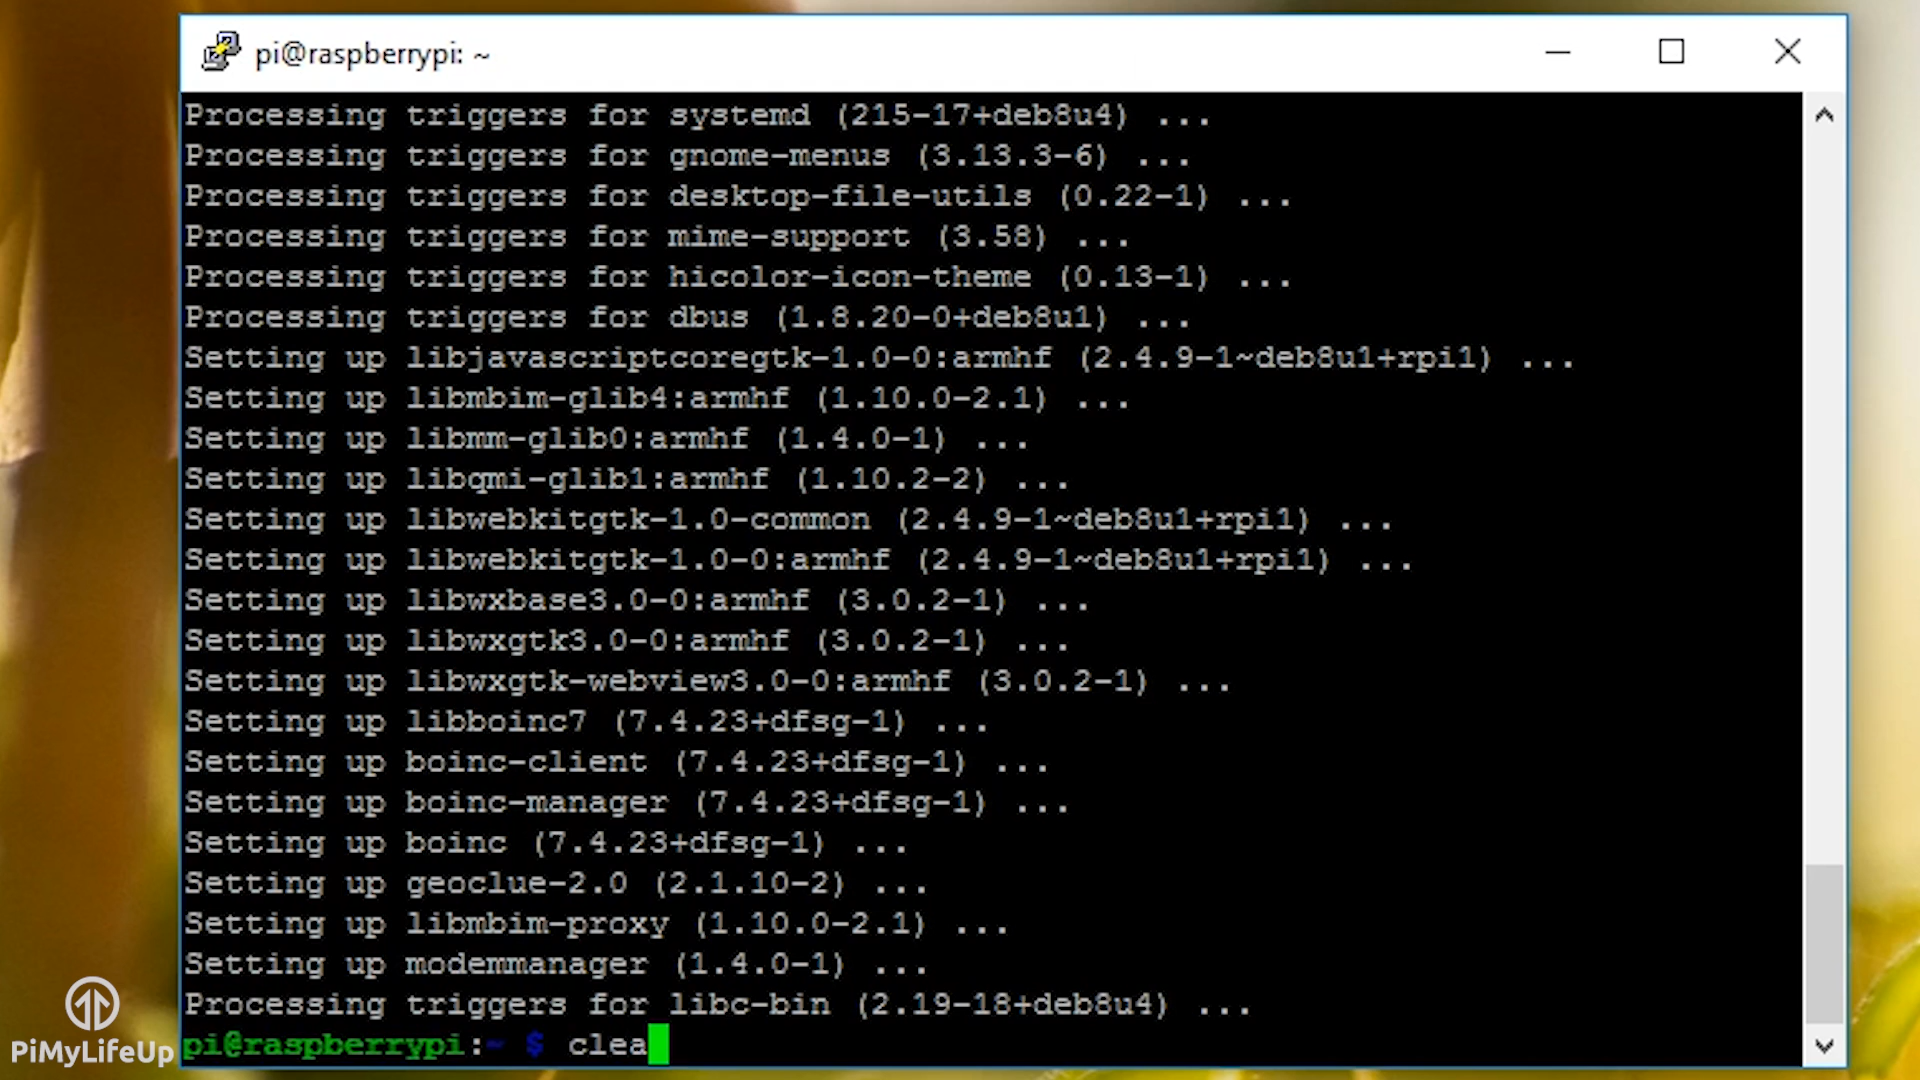 pi@raspberrypi: ~
Processing triggers for systemd (215-17+deb8u4) ...
Processing triggers for gnome-menus (3.13.3-6) ...
Processing triggers for desktop-file-utils (0.22-1) ...
Processing triggers for mime-support (3.58) ...
Processing triggers for hicolor-icon-theme (0.13-1) ...
Processing triggers for dbus (1.8.20-0+deb8u1) ...
Setting up libjavascriptcoregtk-1.0-0:armhf (2.4.9-1~deb8u1+rpi1) ...
Setting up libmbim-glib4:armhf (1.10.0-2.1) ...
Setting up libmm-glib0:armhf (1.4.0-1) ...
Setting up libqmi-glib1:armhf (1.10.2-2) ...
Setting up libwebkitgtk-1.0-common (2.4.9-1~deb8u1+rpi1) ...
Setting up libwebkitgtk-1.0-0:armhf (2.4.9-1~deb8u1+rpi1) ...
Setting up libwxbase3.0-0:armhf (3.0.2-1) ...
Setting up libwxgtk3.0-0:armhf (3.0.2-1) ...
Setting up libwxgtk-webview3.0-0:armhf (3.0.2-1) ...
Setting up libboinc7 (7.4.23+dfsg-1) ...
Setting up boinc-client (7.4.23+dfsg-1) ...
Setting up boinc-manager (7.4.23+dfsg-1) ...
Setting up boinc (7.4.23+dfsg-1) ...
Setting up geoclue-2.0 (2.1.10-2) ...
Setting up libmbim-proxy (1.10.0-2.1) ...
Setting up modemmanager (1.4.0-1) ...
Processing triggers for libc-bin (2.19-18+deb8u4) ...
pi@raspberrypi:~ $ clea
PiMyLifeUp